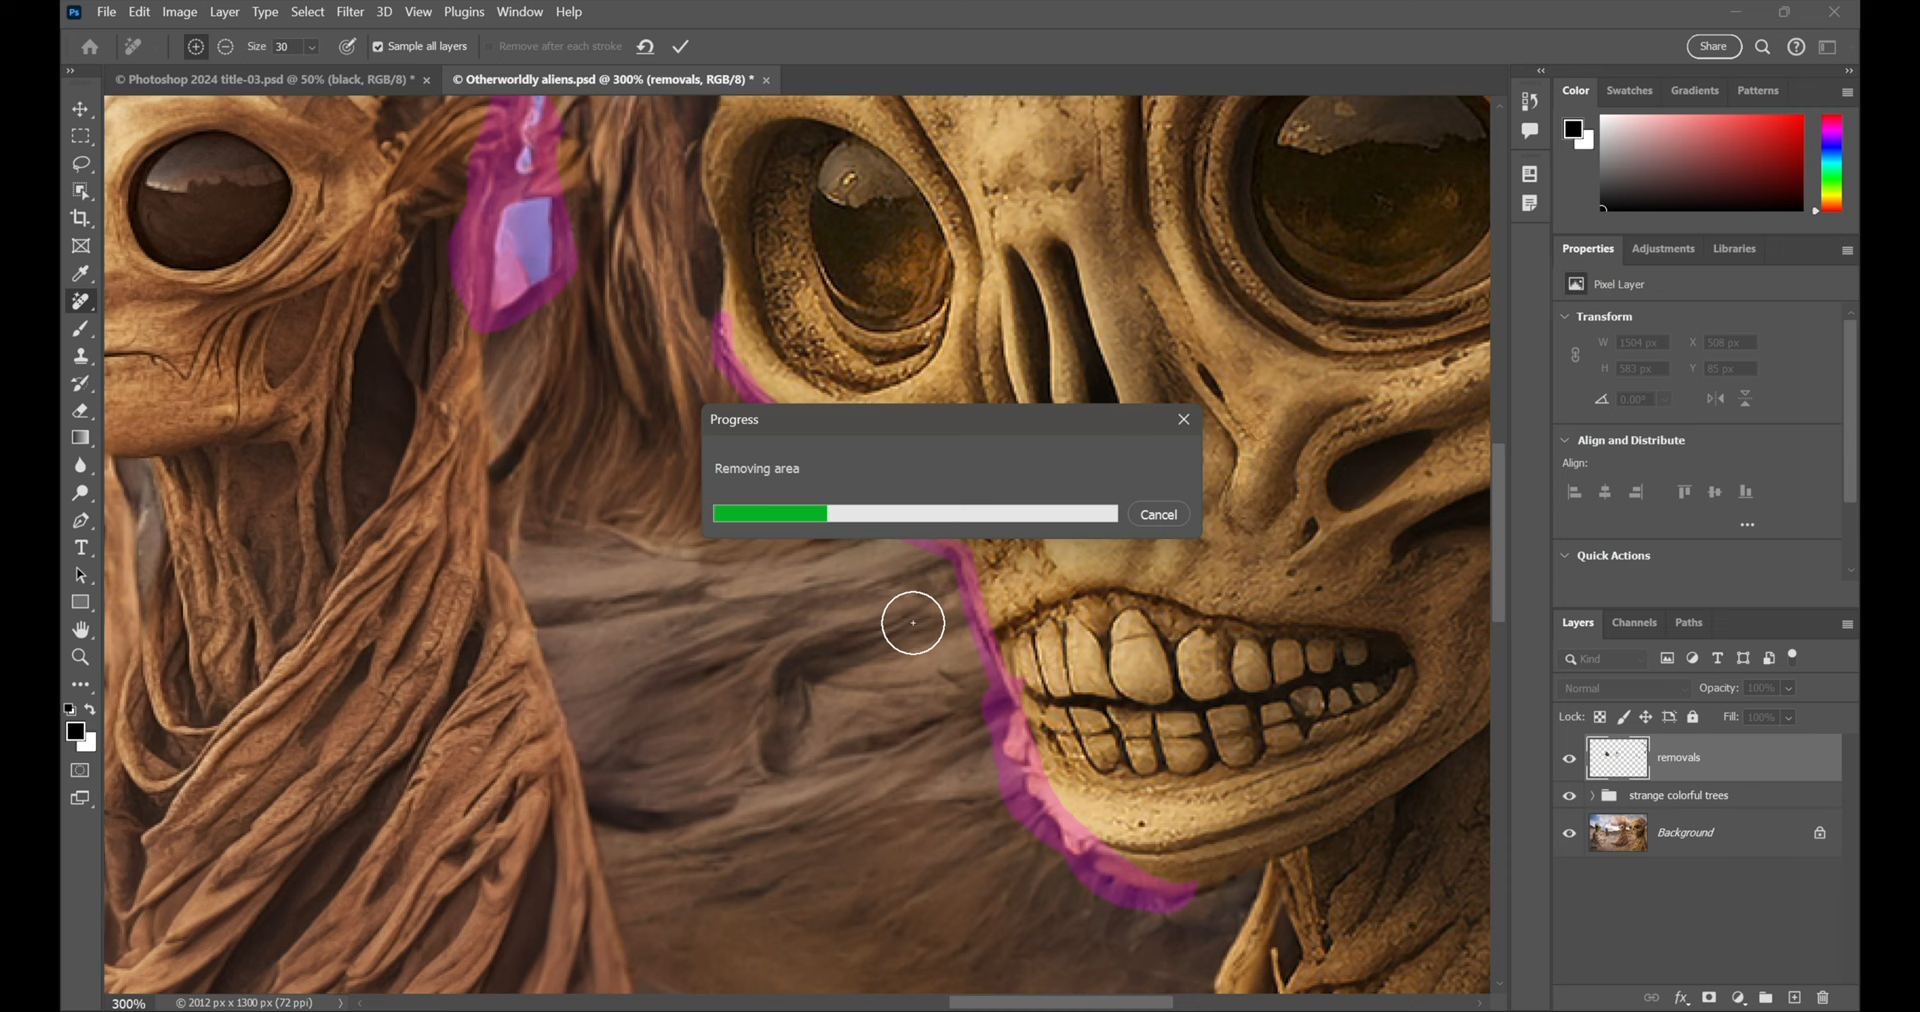 Ps File Edit Image Layer Type Select Filter 3D View Plugins Window Help
Size 30 Sample all layers Remove after each stroke Share
© Photoshop 2024 title-03.psd @ 50% (black, RGB/8) * × © Otherworldly aliens.psd @ 300% (removals, RGB/8) * ×
Color Swatches Gradients Patterns
Properties Adjustments Libraries
Pixel Layer
Transform
W 1504 px X 508 px
H 583 px Y 85 px
0.00°
Align and Distribute
Align:
Quick Actions
Progress
Removing area
Cancel
Layers Channels Paths
Kind
Normal Opacity: 100%
Lock: Fill: 100%
removals
strange colorful trees
Background
300% © 2012 px x 1300 px (72 ppi)